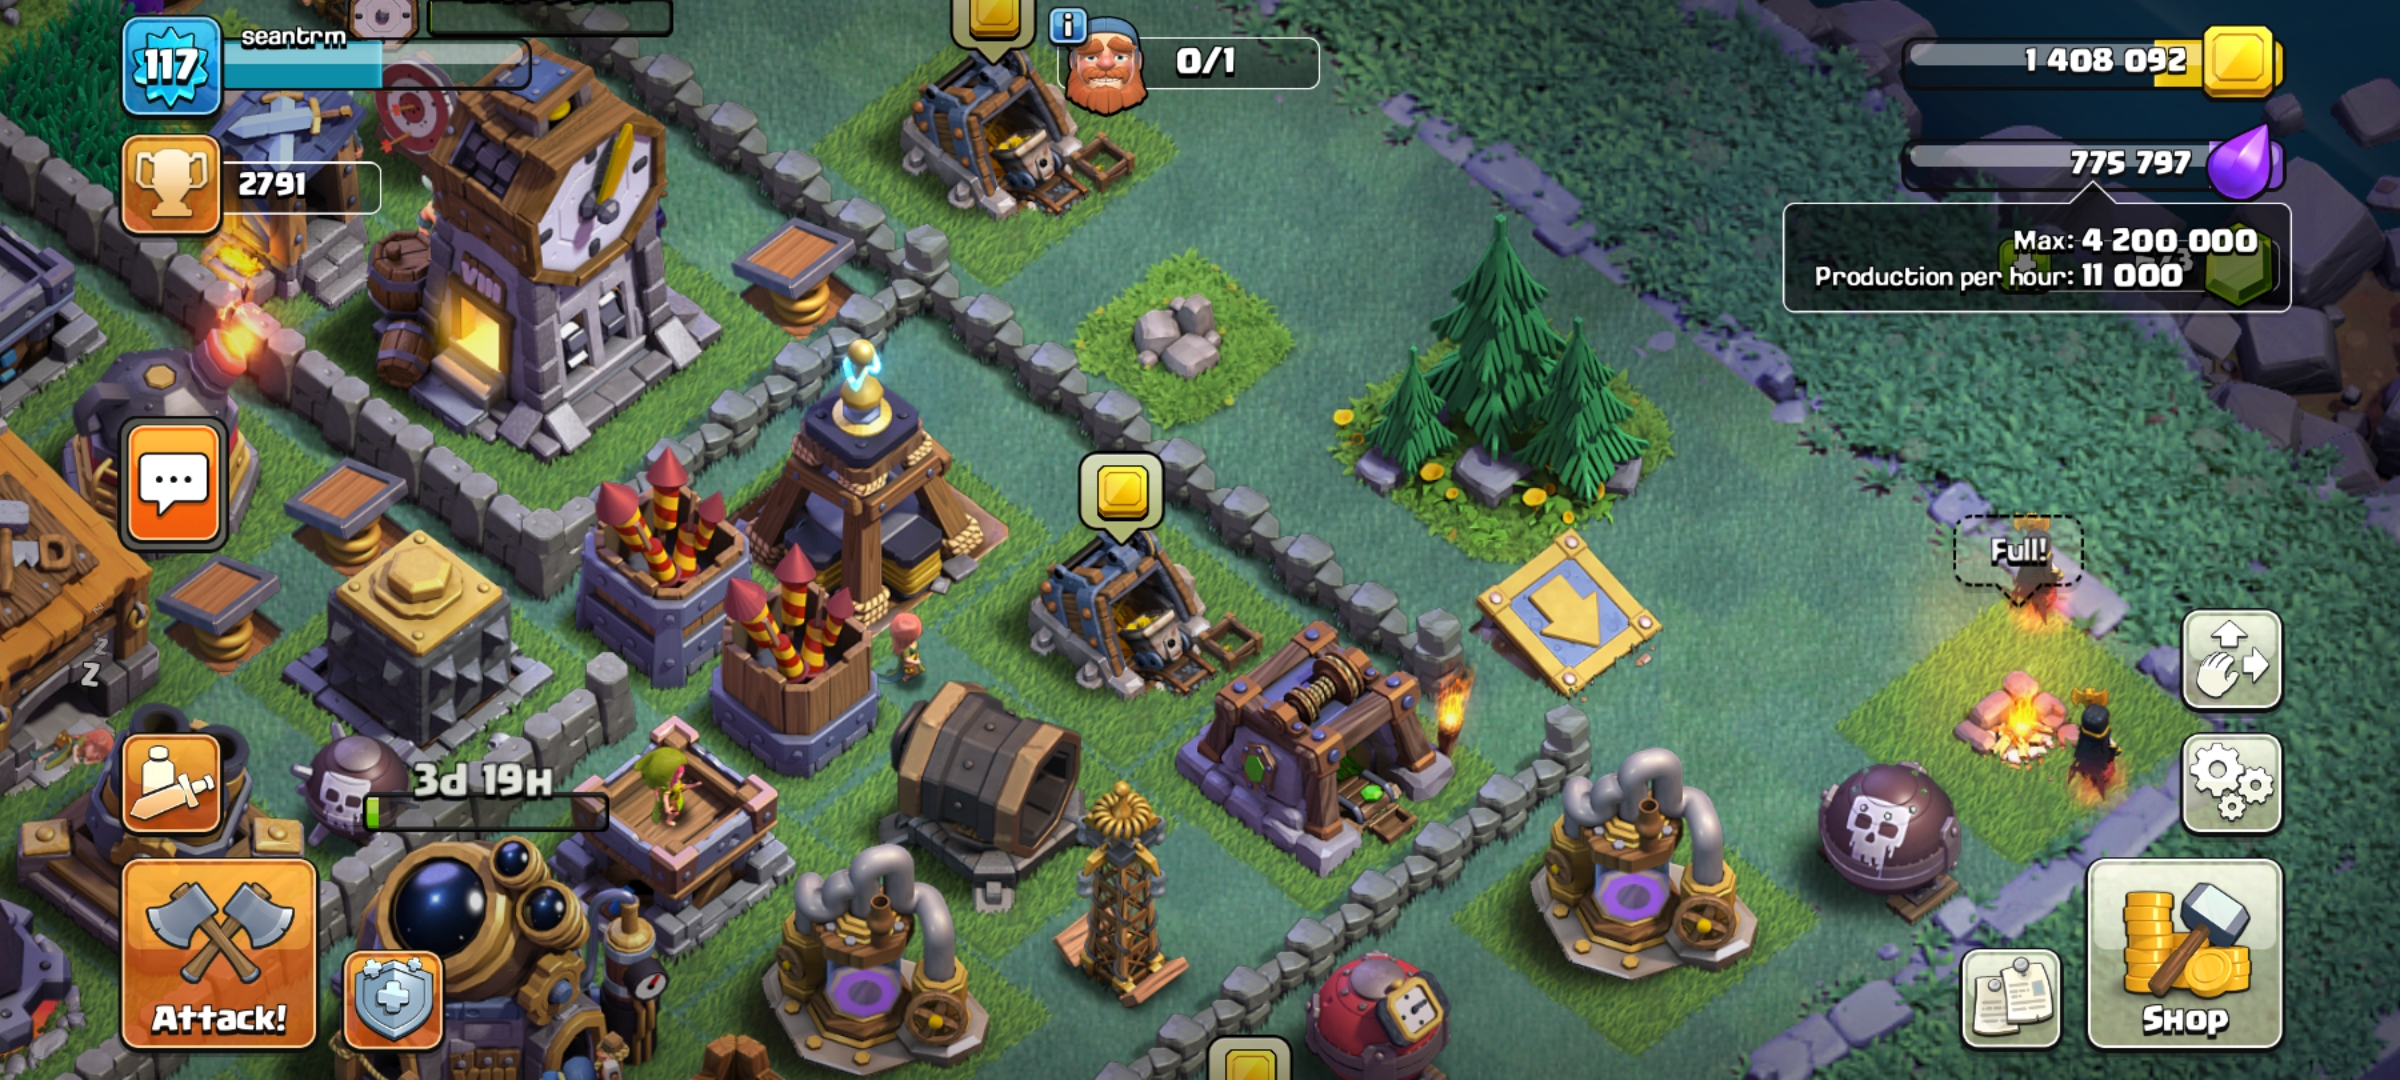 117
seantrm
0/1
1 408 092
2791
775 797
Max: 4 200 000
Production per hour: 11 000
VIII
Full!
z
z
Z
3d 19H
Attack!
Shop